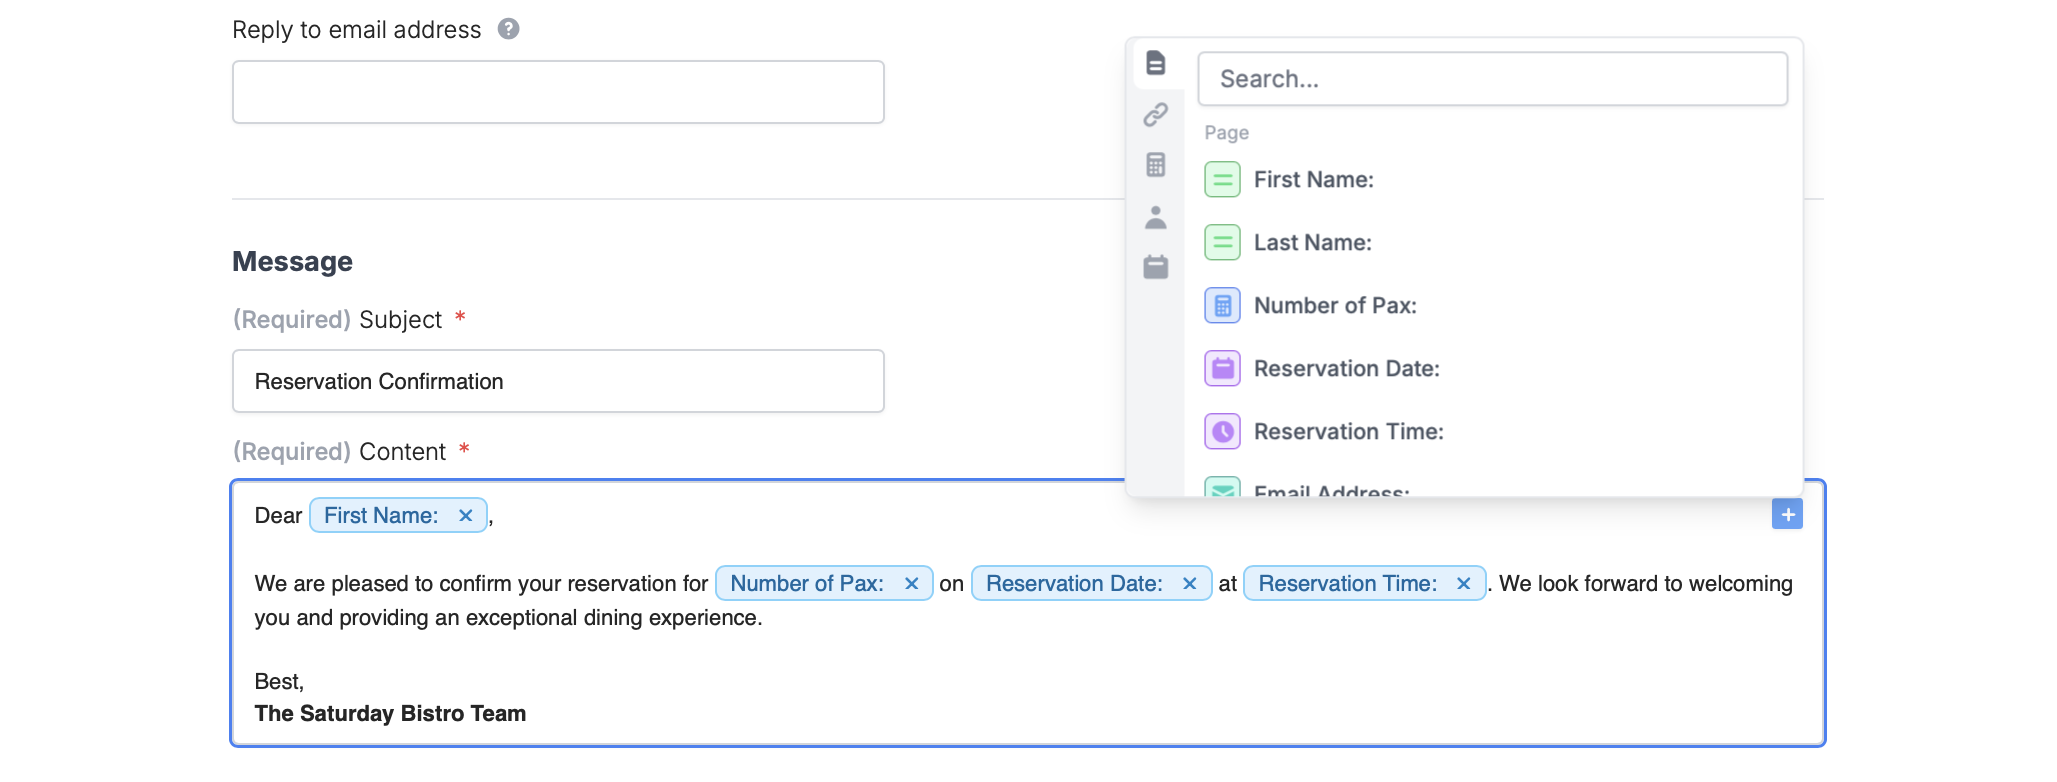 Reply to email address ?
Search...
Page
First Name:
Last Name:
Number of Pax:
Reservation Date:
Reservation Time:
Email Address:
Message
(Required) Subject *
Reservation Confirmation
(Required) Content *
Dear First Name: ×,
We are pleased to confirm your reservation for Number of Pax: × on Reservation Date: × at Reservation Time: ×. We look forward to welcoming
you and providing an exceptional dining experience.
Best,
The Saturday Bistro Team